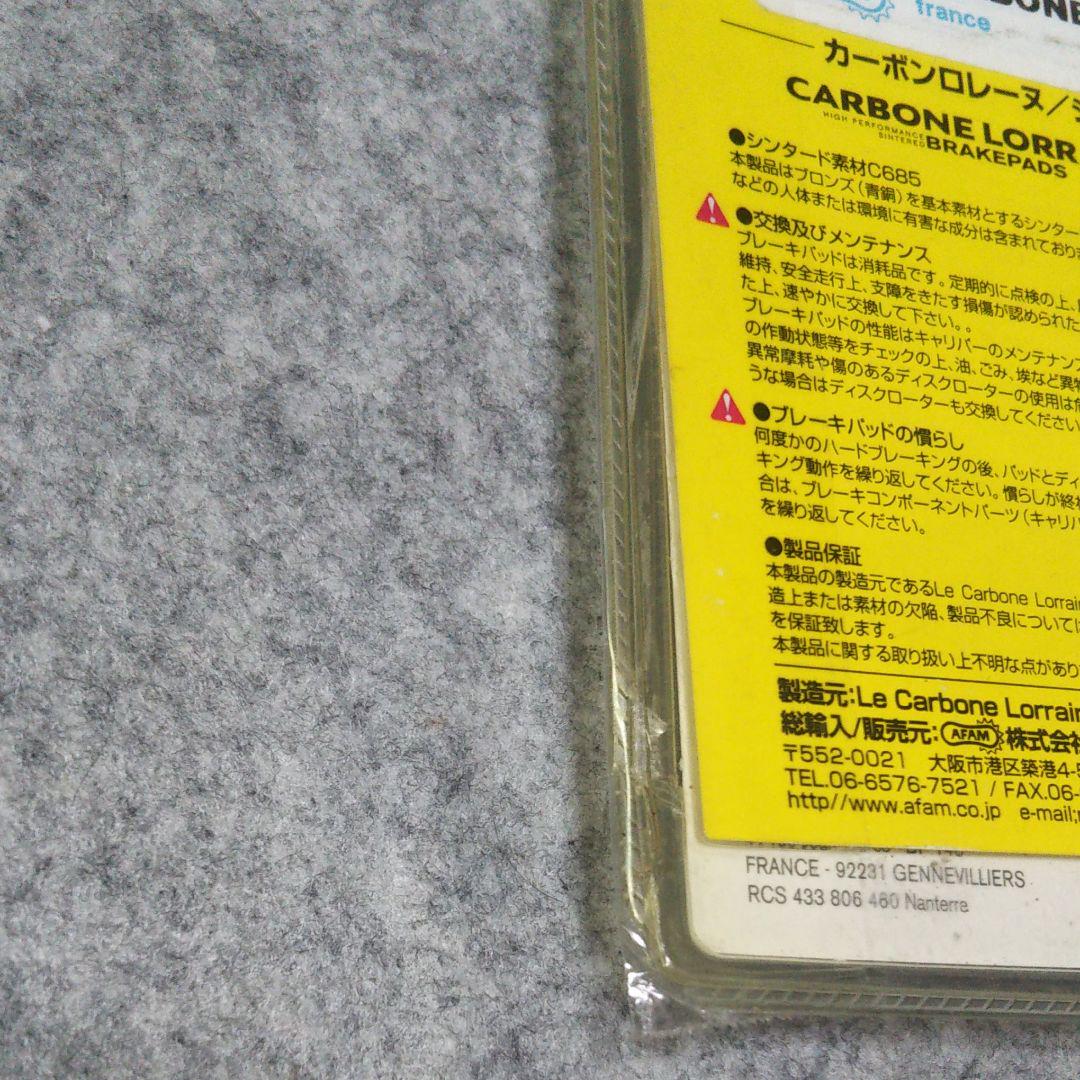 france
カーボンロレーヌ/
CARBONE LORR
HIGH PERFORMANCE
SINTERED BRAKEPADS
●シンタード素材C685
本製品はブロンズ(青銅)を基本素材とするシンター
などの人体または環境に有害な成分は含まれており
●交換及びメンテナンス
ブレーキパッドは消耗品です。定期的に点検の上、
維持、安全走行上、支障をきたす損傷が認められた
た上、速やかに交換して下さい。。
ブレーキパッドの性能はキャリパーのメンテナンス
の作動状態等をチェックの上、油、ごみ、埃など異物
異常摩耗や傷のあるディスクローターの使用は
うな場合はディスクローターも交換してください
●ブレーキパッドの慣らし
何度かのハードブレーキングの後、パッドとディ
キング動作を繰り返してください。慣らしが終
合は、ブレーキコンポーネントパーツ(キャリパ
を繰り返してください。
●製品保証
本製品の製造元であるLe Carbone Lorrain
造上または素材の欠陥、製品不良については
を保証致します。
本製品に関する取り扱い上不明な点があり
製造元:Le Carbone Lorrain
総輸入/販売元: AFAM 株式会社
〒552-0021 大阪市港区築港4-
TEL.06-6576-7521 / FAX.06-
http//www.afam.co.jp e-mail;
FRANCE - 92231 GENNEVILLIERS
RCS 433 806 460 Nanterre